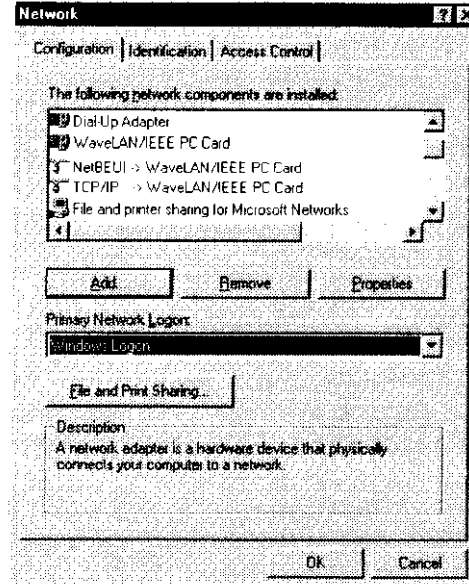 Network
Configuration Identification Access Control
The following network components are installed:
Dial-Up Adapter
WaveLAN/IEEE PC Card
NetBEUI -> WaveLAN/IEEE PC Card
TCP/IP -> WaveLAN/IEEE PC Card
File and printer sharing for Microsoft Networks
Add Remove Properties
Primary Network Logon:
Windows Logon
File and Print Sharing...
Description
A network adapter is a hardware device that physically
connects your computer to a network.
OK Cancel